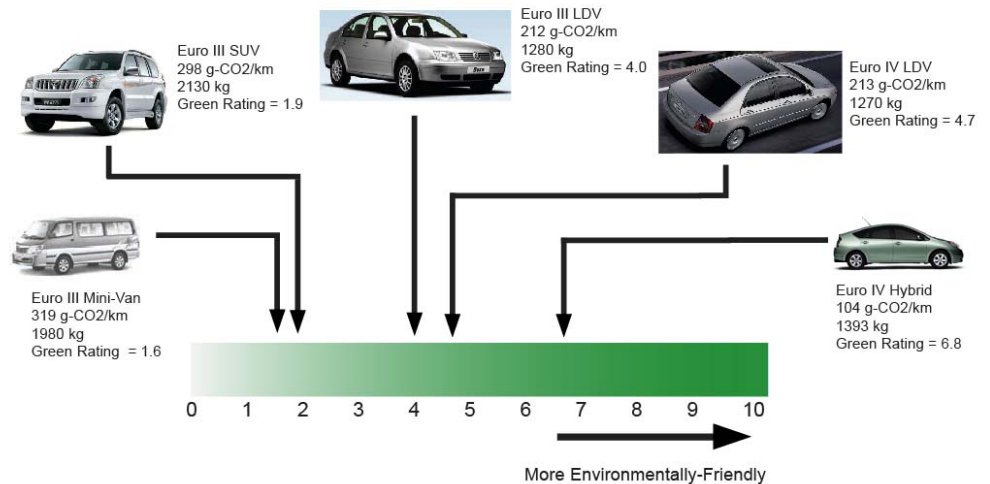 Euro III SUV
298 g-CO2/km
2130 kg
Green Rating = 1.9
Euro III LDV
212 g-CO2/km
1280 kg
Green Rating = 4.0
Euro IV LDV
213 g-CO2/km
1270 kg
Green Rating = 4.7
Euro III Mini-Van
319 g-CO2/km
1980 kg
Green Rating = 1.6
Euro IV Hybrid
104 g-CO2/km
1393 kg
Green Rating = 6.8
0 1 2 3 4 5 6 7 8 9 10
More Environmentally-Friendly